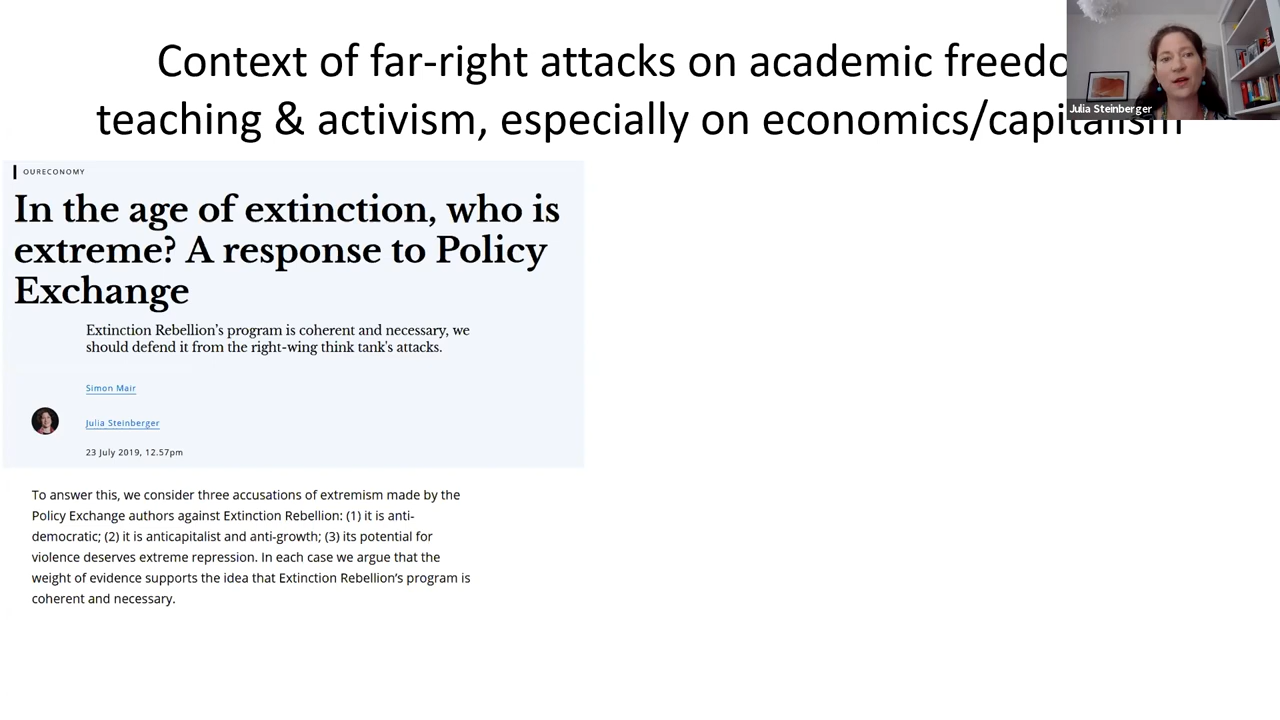 Context of far-right attacks on academic freedo
teaching & activism, especially on economics/capitalism
Julia Steinberger
OURECONOMY
In the age of extinction, who is
extreme? A response to Policy
Exchange
Extinction Rebellion’s program is coherent and necessary, we
should defend it from the right-wing think tank's attacks.
Simon Mair
Julia Steinberger
23 July 2019, 12.57pm
To answer this, we consider three accusations of extremism made by the
Policy Exchange authors against Extinction Rebellion: (1) it is anti-
democratic; (2) it is anticapitalist and anti-growth; (3) its potential for
violence deserves extreme repression. In each case we argue that the
weight of evidence supports the idea that Extinction Rebellion’s program is
coherent and necessary.